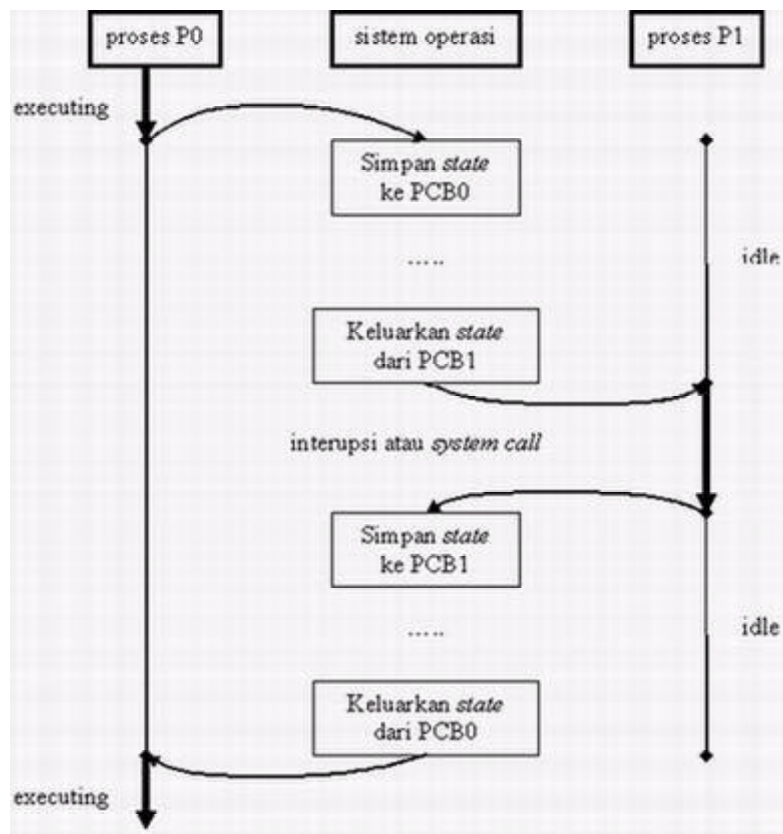 proses P0
sistem operasi
proses P1
executing
Simpan state
ke PCB0
.....
idle
Keluarkan state
dari PCB1
interupsi atau system call
Simpan state
ke PCB1
.....
idle
Keluarkan state
dari PCB0
executing